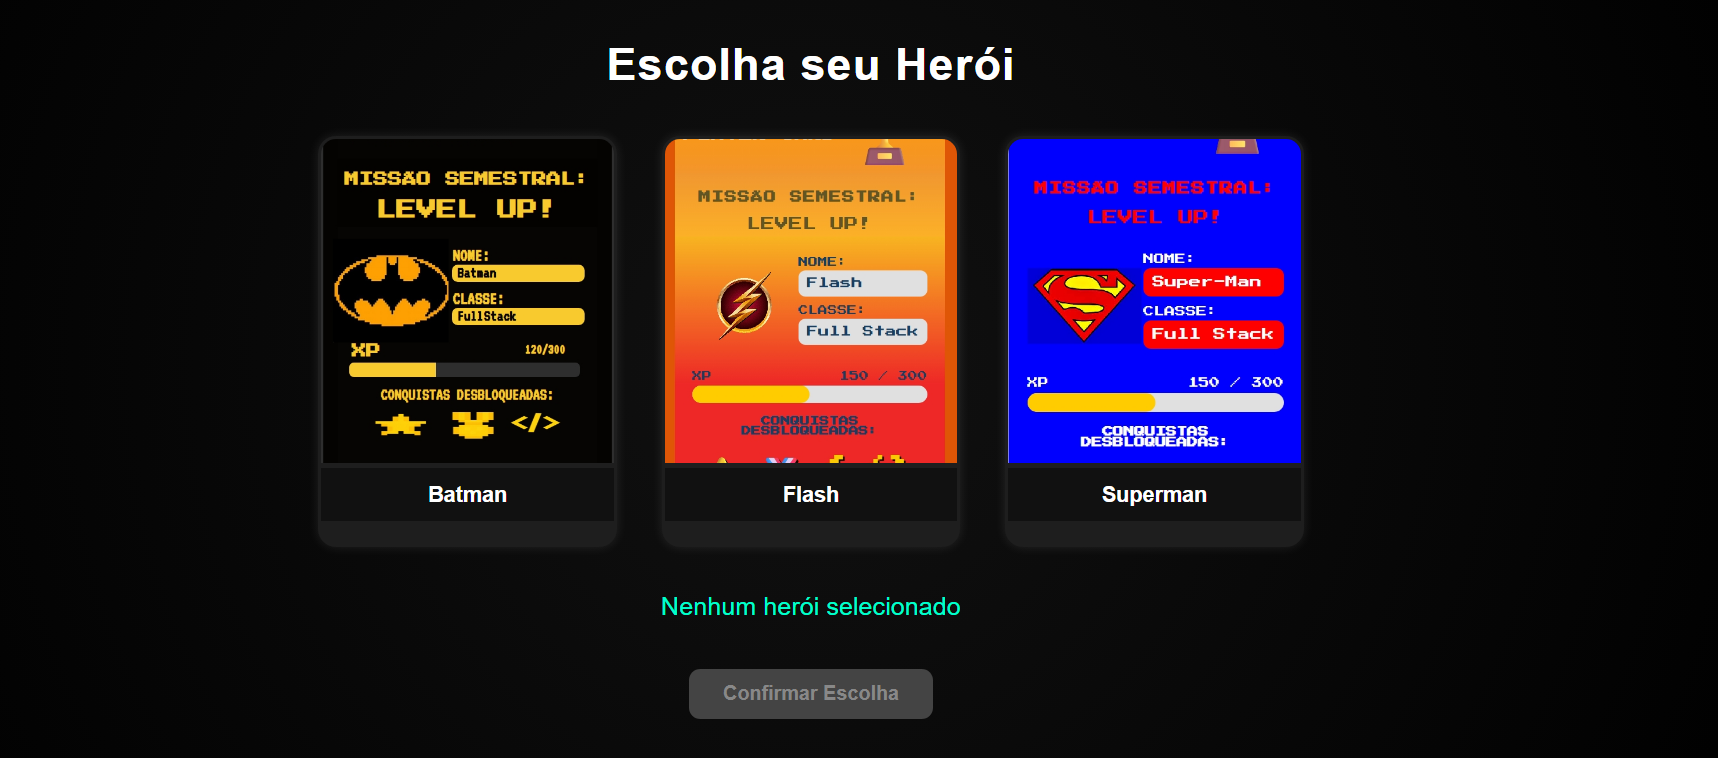 Escolha seu Herói
MISSÃO SEMESTRAL:
LEVEL UP!
NOME:
Batman
CLASSE:
FullStack
XP
120/300
CONQUISTAS DESBLOQUEADAS:
</>
Batman
MISSÃO SEMESTRAL:
LEVEL UP!
NOME:
Flash
CLASSE:
Full Stack
XP
150 / 300
CONQUISTAS
DESBLOQUEADAS:
Flash
MISSÃO SEMESTRAL:
LEVEL UP!
NOME:
Super-Man
CLASSE:
Full Stack
XP
150 / 300
CONQUISTAS
DESBLOQUEADAS:
Superman
Nenhum herói selecionado
Confirmar Escolha